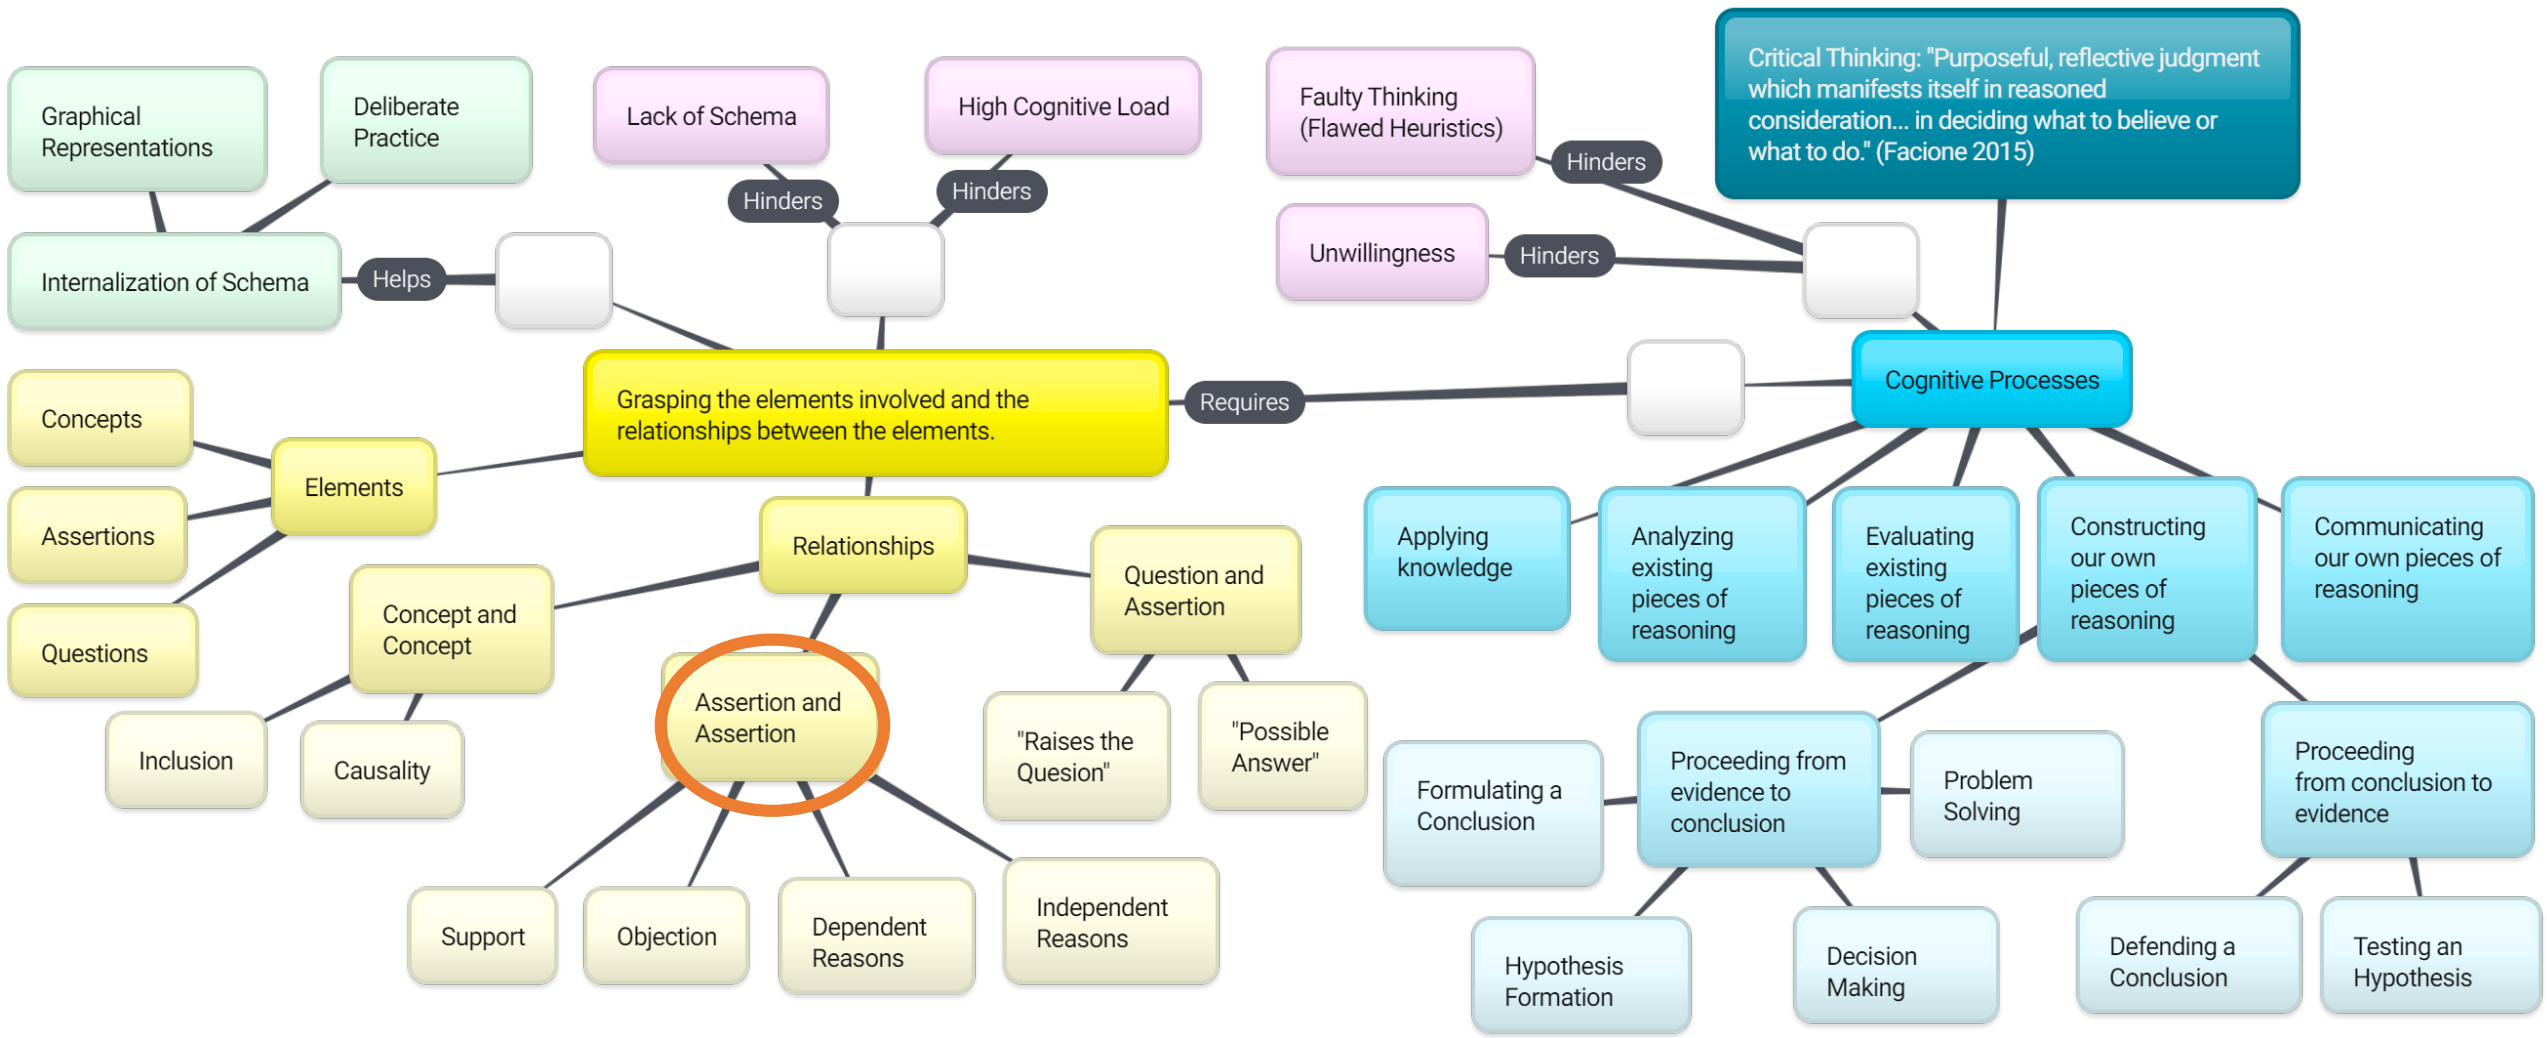 Graphical
Representations
Deliberate
Practice
Lack of Schema
High Cognitive Load
Faulty Thinking
(Flawed Heuristics)
Critical Thinking: "Purposeful, reflective judgment
which manifests itself in reasoned
consideration... in deciding what to believe or
what to do." (Facione 2015)
Hinders
Hinders
Hinders
Unwillingness
Hinders
Internalization of Schema
Helps
Grasping the elements involved and the
relationships between the elements.
Requires
Cognitive Processes
Concepts
Elements
Assertions
Questions
Relationships
Concept and
Concept
Question and
Assertion
Assertion and
Assertion
Inclusion
Causality
"Raises the
Quesion"
"Possible
Answer"
Support
Objection
Dependent
Reasons
Independent
Reasons
Applying
knowledge
Analyzing
existing
pieces of
reasoning
Evaluating
existing
pieces of
reasoning
Constructing
our own
pieces of
reasoning
Communicating
our own pieces of
reasoning
Formulating a
Conclusion
Proceeding from
evidence to
conclusion
Problem
Solving
Proceeding
from conclusion to
evidence
Hypothesis
Formation
Decision
Making
Defending a
Conclusion
Testing an
Hypothesis